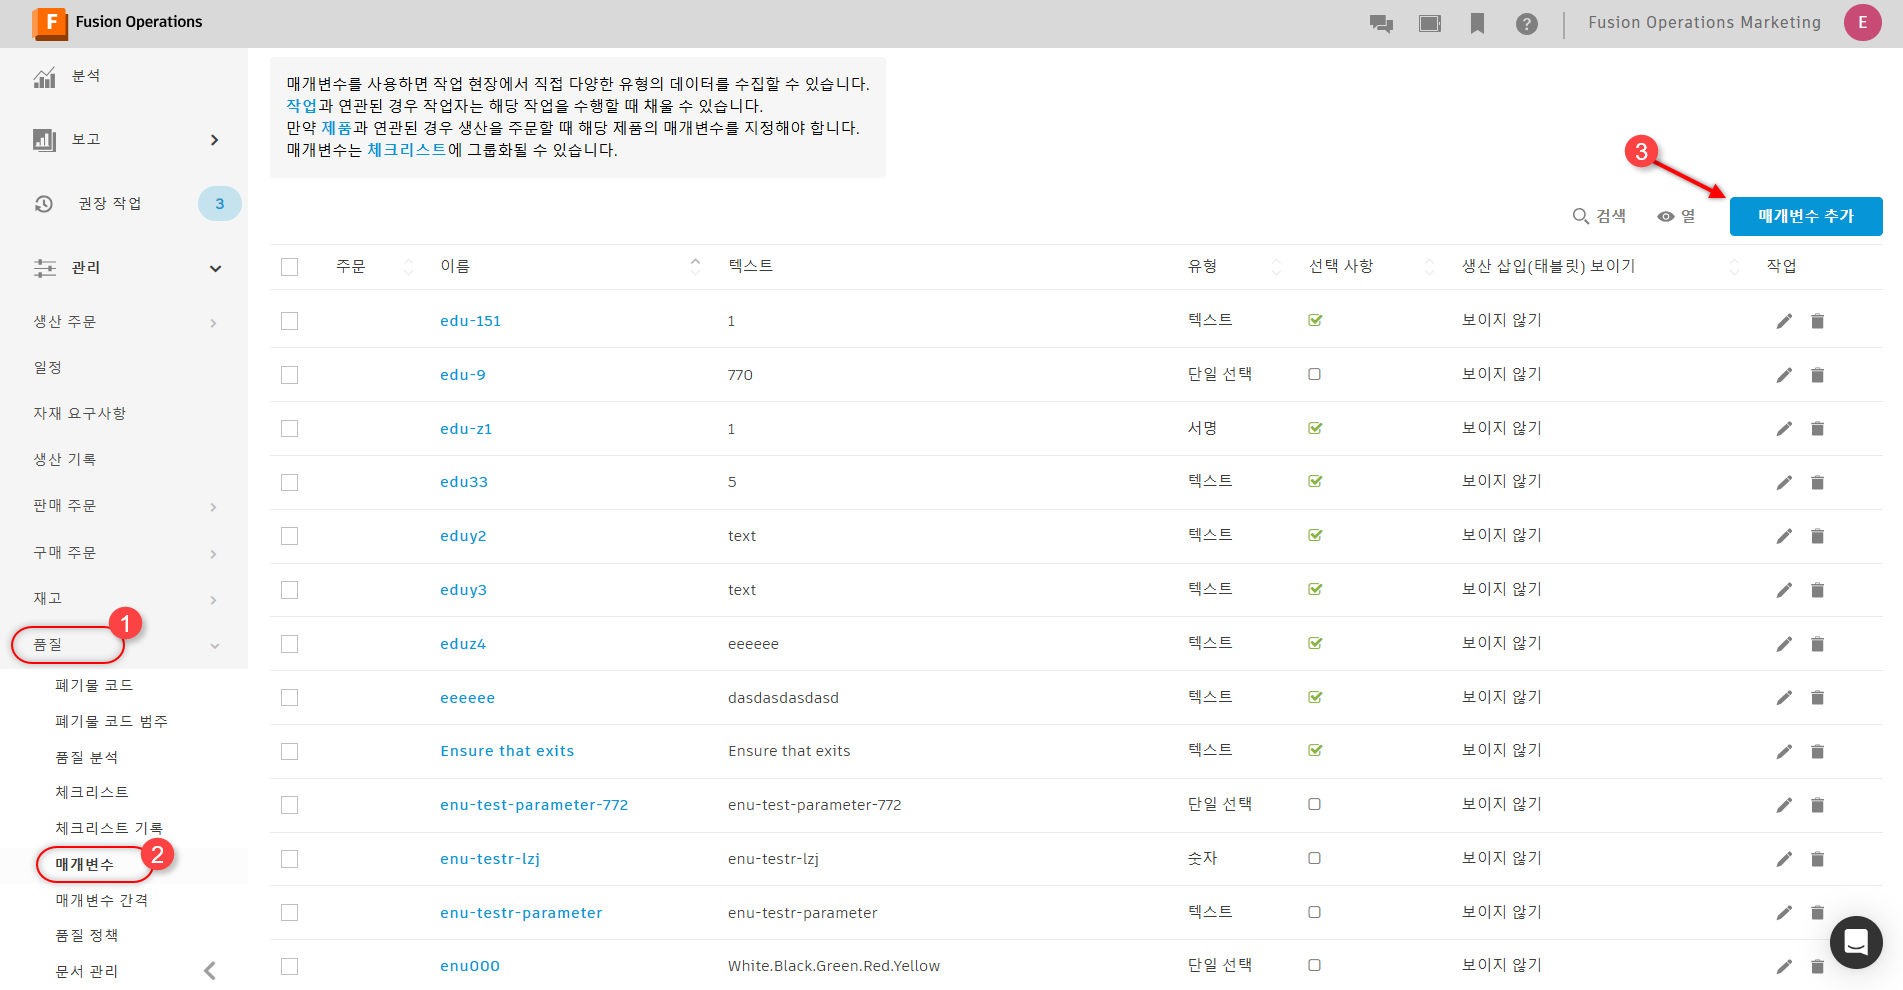 F Fusion Operations
Fusion Operations Marketing E
분석
보고
권장 작업 3
관리
생산 주문
일정
자재 요구사항
생산 기록
판매 주문
구매 주문
재고
품질 1
폐기물 코드
폐기물 코드 범주
품질 분석
체크리스트
체크리스트 기록
매개변수 2
매개변수 간격
품질 정책
문서 관리
매개변수를 사용하면 작업 현장에서 직접 다양한 유형의 데이터를 수집할 수 있습니다.
작업과 연관된 경우 작업자는 해당 작업을 수행할 때 채울 수 있습니다.
만약 제품과 연관된 경우 생산을 주문할 때 해당 제품의 매개변수를 지정해야 합니다.
매개변수는 체크리스트에 그룹화될 수 있습니다.
3
검색 열 매개변수 추가
주문 이름 텍스트 유형 선택 사항 생산 삽입(태블릿) 보이기 작업
edu-151 1 텍스트 보이지 않기
edu-9 770 단일 선택 보이지 않기
edu-z1 1 서명 보이지 않기
edu33 5 텍스트 보이지 않기
eduy2 text 텍스트 보이지 않기
eduy3 text 텍스트 보이지 않기
eduz4 eeeeee 텍스트 보이지 않기
eeeeee dasdasdasdasd 텍스트 보이지 않기
Ensure that exits Ensure that exits 텍스트 보이지 않기
enu-test-parameter-772 enu-test-parameter-772 단일 선택 보이지 않기
enu-testr-lzj enu-testr-lzj 숫자 보이지 않기
enu-testr-parameter enu-testr-parameter 텍스트 보이지 않기
enu000 White.Black.Green.Red.Yellow 단일 선택 보이지 않기